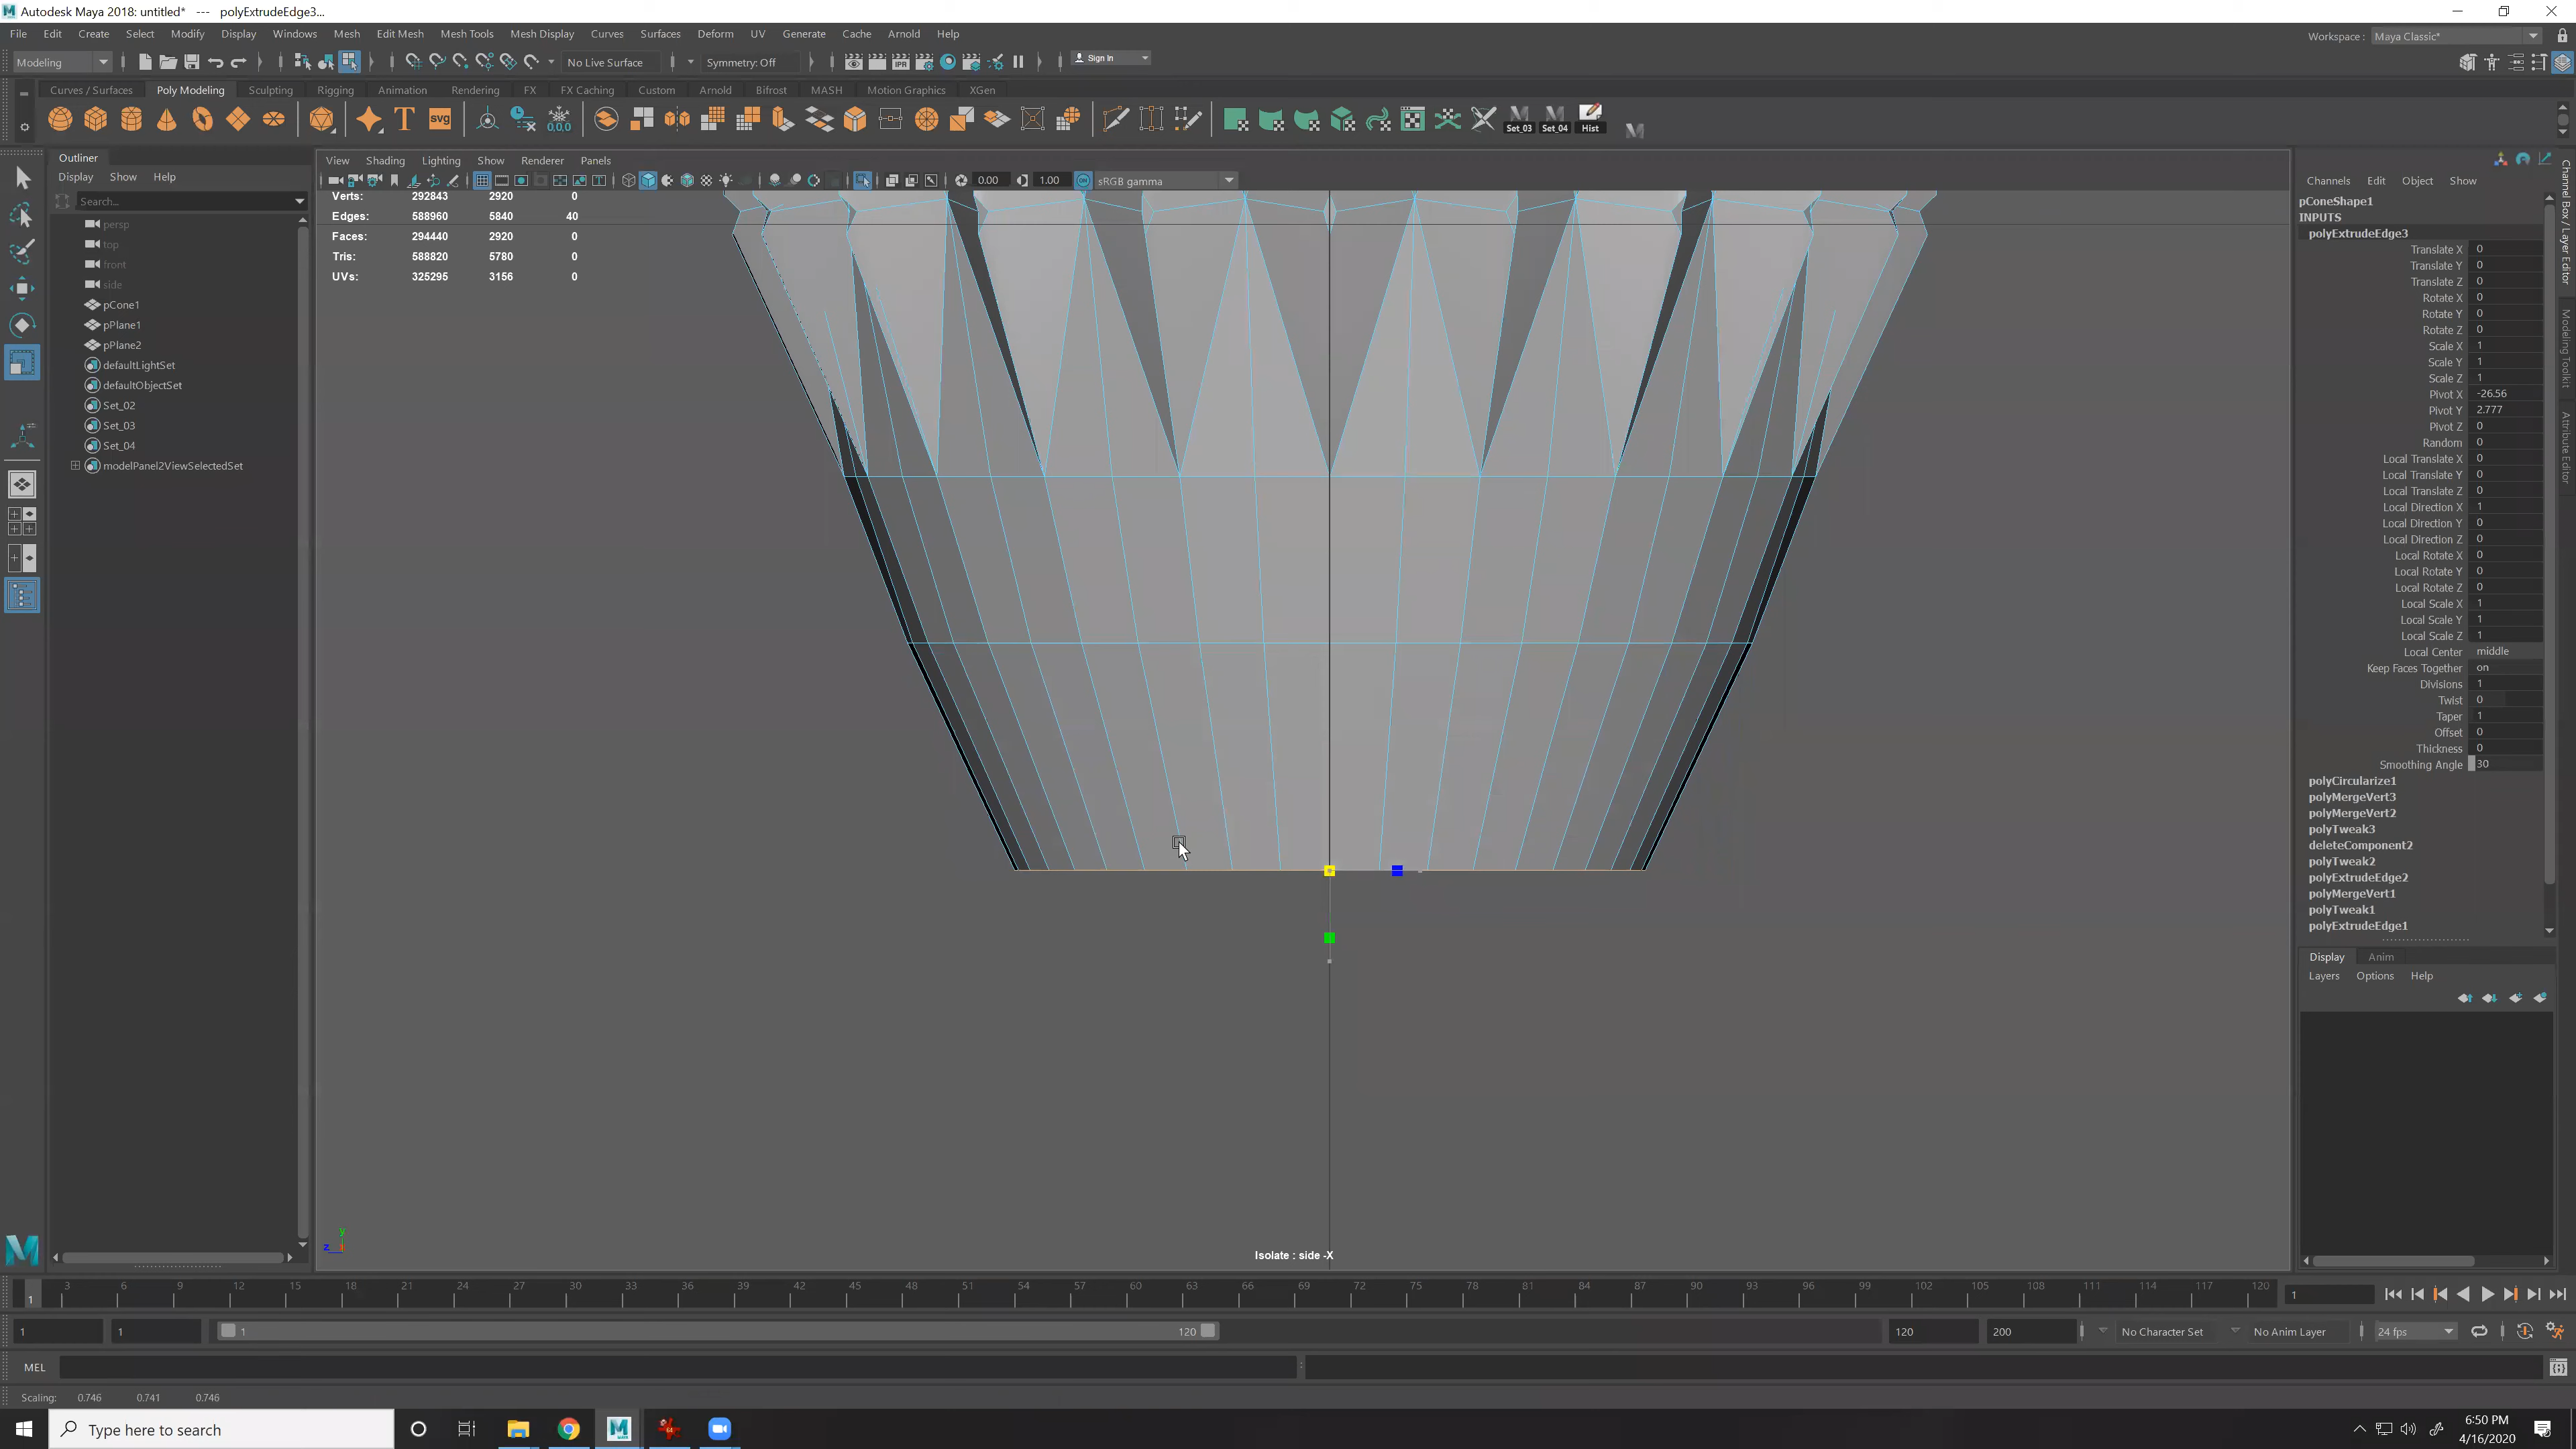 Autodesk Maya 2018: untitled* --- polyExtrudeEdge3...
File Edit Create Select Modify Display Windows Mesh Edit Mesh Mesh Tools Mesh Display Curves Surfaces Deform UV Generate Cache Arnold Help
Workspace : Maya Classic*
Modeling No Live Surface Symmetry: Off IPR Sign In
Curves / Surfaces Poly Modeling Sculpting Rigging Animation Rendering FX FX Caching Custom Arnold Bifrost MASH Motion Graphics XGen
T SVG 0,0,0 Set_03 Set_04 Hist
Outliner
Display Show Help
Search...
persp
top
front
side
pCone1
pPlane1
pPlane2
defaultLightSet
defaultObjectSet
Set_02
Set_03
Set_04
modelPanel2ViewSelectedSet
View Shading Lighting Show Renderer Panels
0.00 1.00 ON sRGB gamma
Verts: 292843 2920 0
Edges: 588960 5840 40
Faces: 294440 2920 0
Tris: 588820 5780 0
UVs: 325295 3156 0
y
z
Isolate : side -X
Channels Edit Object Show
pConeShape1
INPUTS
polyExtrudeEdge3
Translate X 0
Translate Y 0
Translate Z 0
Rotate X 0
Rotate Y 0
Rotate Z 0
Scale X 1
Scale Y 1
Scale Z 1
Pivot X -26.56
Pivot Y 2.777
Pivot Z 0
Random 0
Local Translate X 0
Local Translate Y 0
Local Translate Z 0
Local Direction X 1
Local Direction Y 0
Local Direction Z 0
Local Rotate X 0
Local Rotate Y 0
Local Rotate Z 0
Local Scale X 1
Local Scale Y 1
Local Scale Z 1
Local Center middle
Keep Faces Together on
Divisions 1
Twist 0
Taper 1
Offset 0
Thickness 0
Smoothing Angle 30
polyCircularize1
polyMergeVert3
polyMergeVert2
polyTweak3
deleteComponent2
polyTweak2
polyExtrudeEdge2
polyMergeVert1
polyTweak1
polyExtrudeEdge1
Display Anim
Layers Options Help
Channel Box / Layer Editor
Modeling Toolkit
Attribute Editor
1 3 6 9 12 15 18 21 24 27 30 33 36 39 42 45 48 51 54 57 60 63 66 69 72 75 78 81 84 87 90 93 96 99 102 105 108 111 114 117 120 1
1 1 1 120 120 200 No Character Set No Anim Layer 24 fps
MEL
Scaling: 0.746 0.741 0.746
Type here to search
6:50 PM
4/16/2020